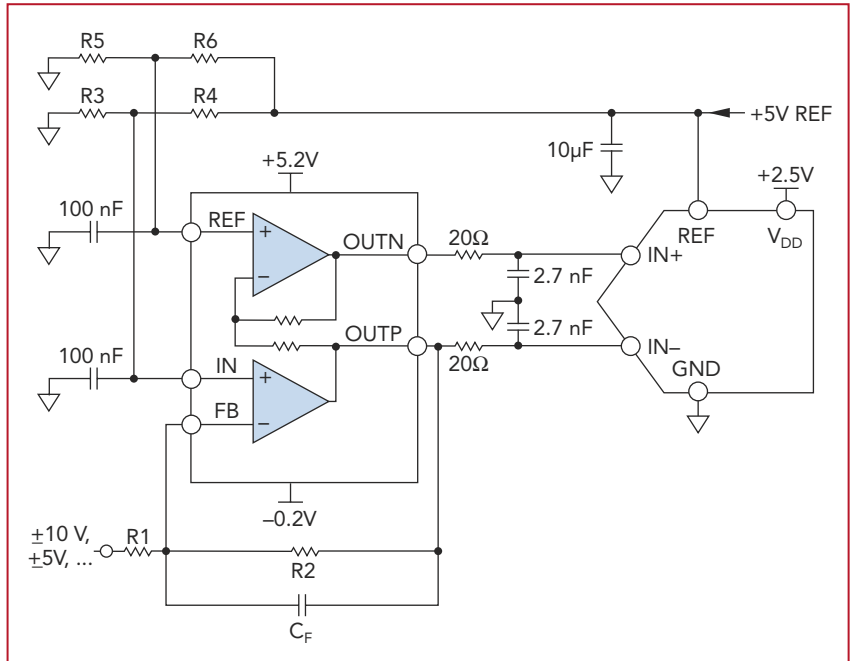 R5 R6
R3 R4
+5V REF
10µF
+5.2V
+2.5V
100 nF
REF
+
OUTN
20Ω
REF
V_DD
IN+
−
2.7 nF
OUTP
2.7 nF
100 nF
IN
+
20Ω
IN−
FB
−
GND
−0.2V
±10 V,
±5V, ...
R1
R2
C_F